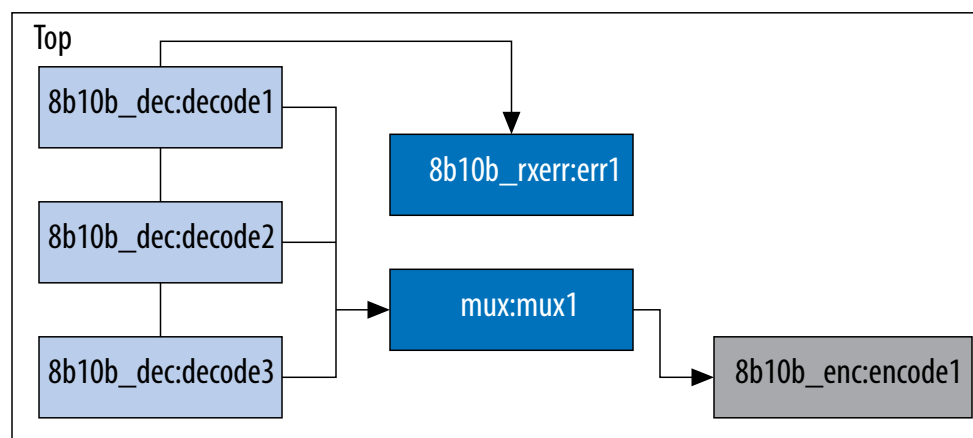 Top
8b10b_dec:decode1
8b10b_rxerr:err1
8b10b_dec:decode2
mux:mux1
8b10b_dec:decode3
8b10b_enc:encode1